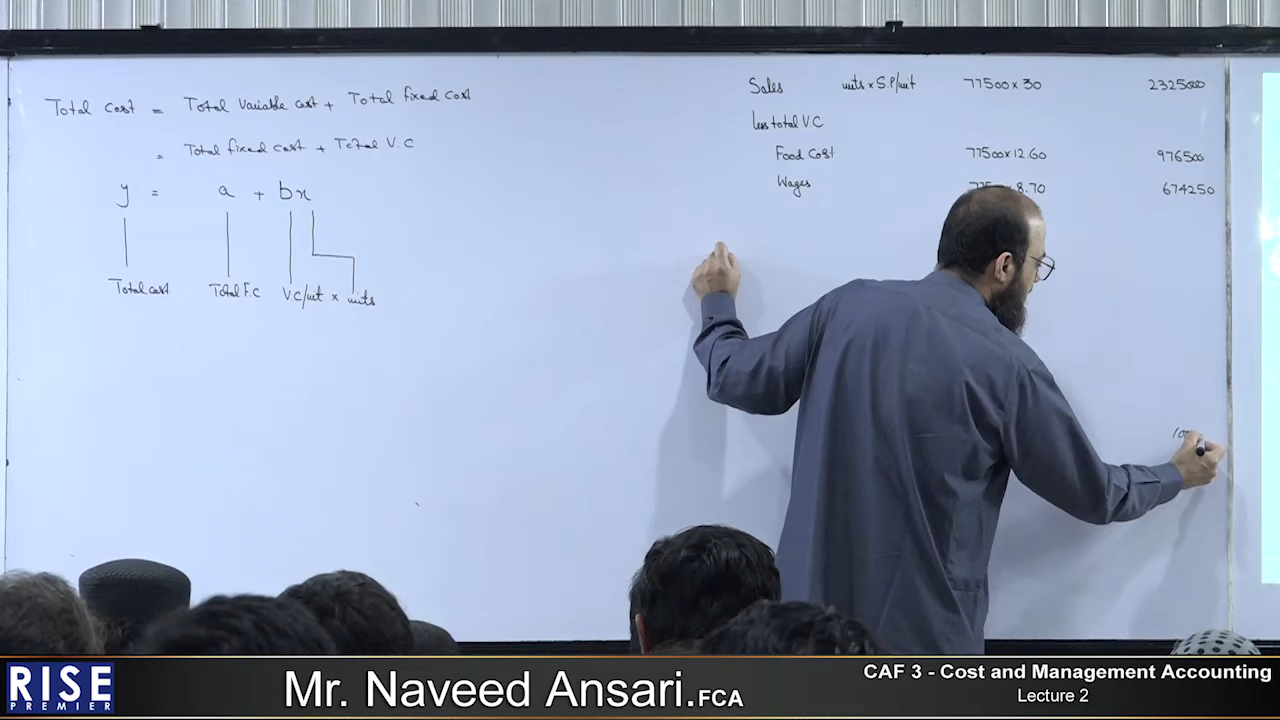 Total cost = Total Variable cost + Total fixed cost
= Total fixed cost + Total V.C
y = a + bx
Total cost Total F.C VC/unit x units
Sales units x S.P/unit 77500 x 30 2325000
Less total V.C
Food Cost 77500 x 12.60 976500
Wages 8.70 674250
RISE
PREMIER
Mr. Naveed Ansari.FCA
CAF 3 - Cost and Management Accounting
Lecture 2